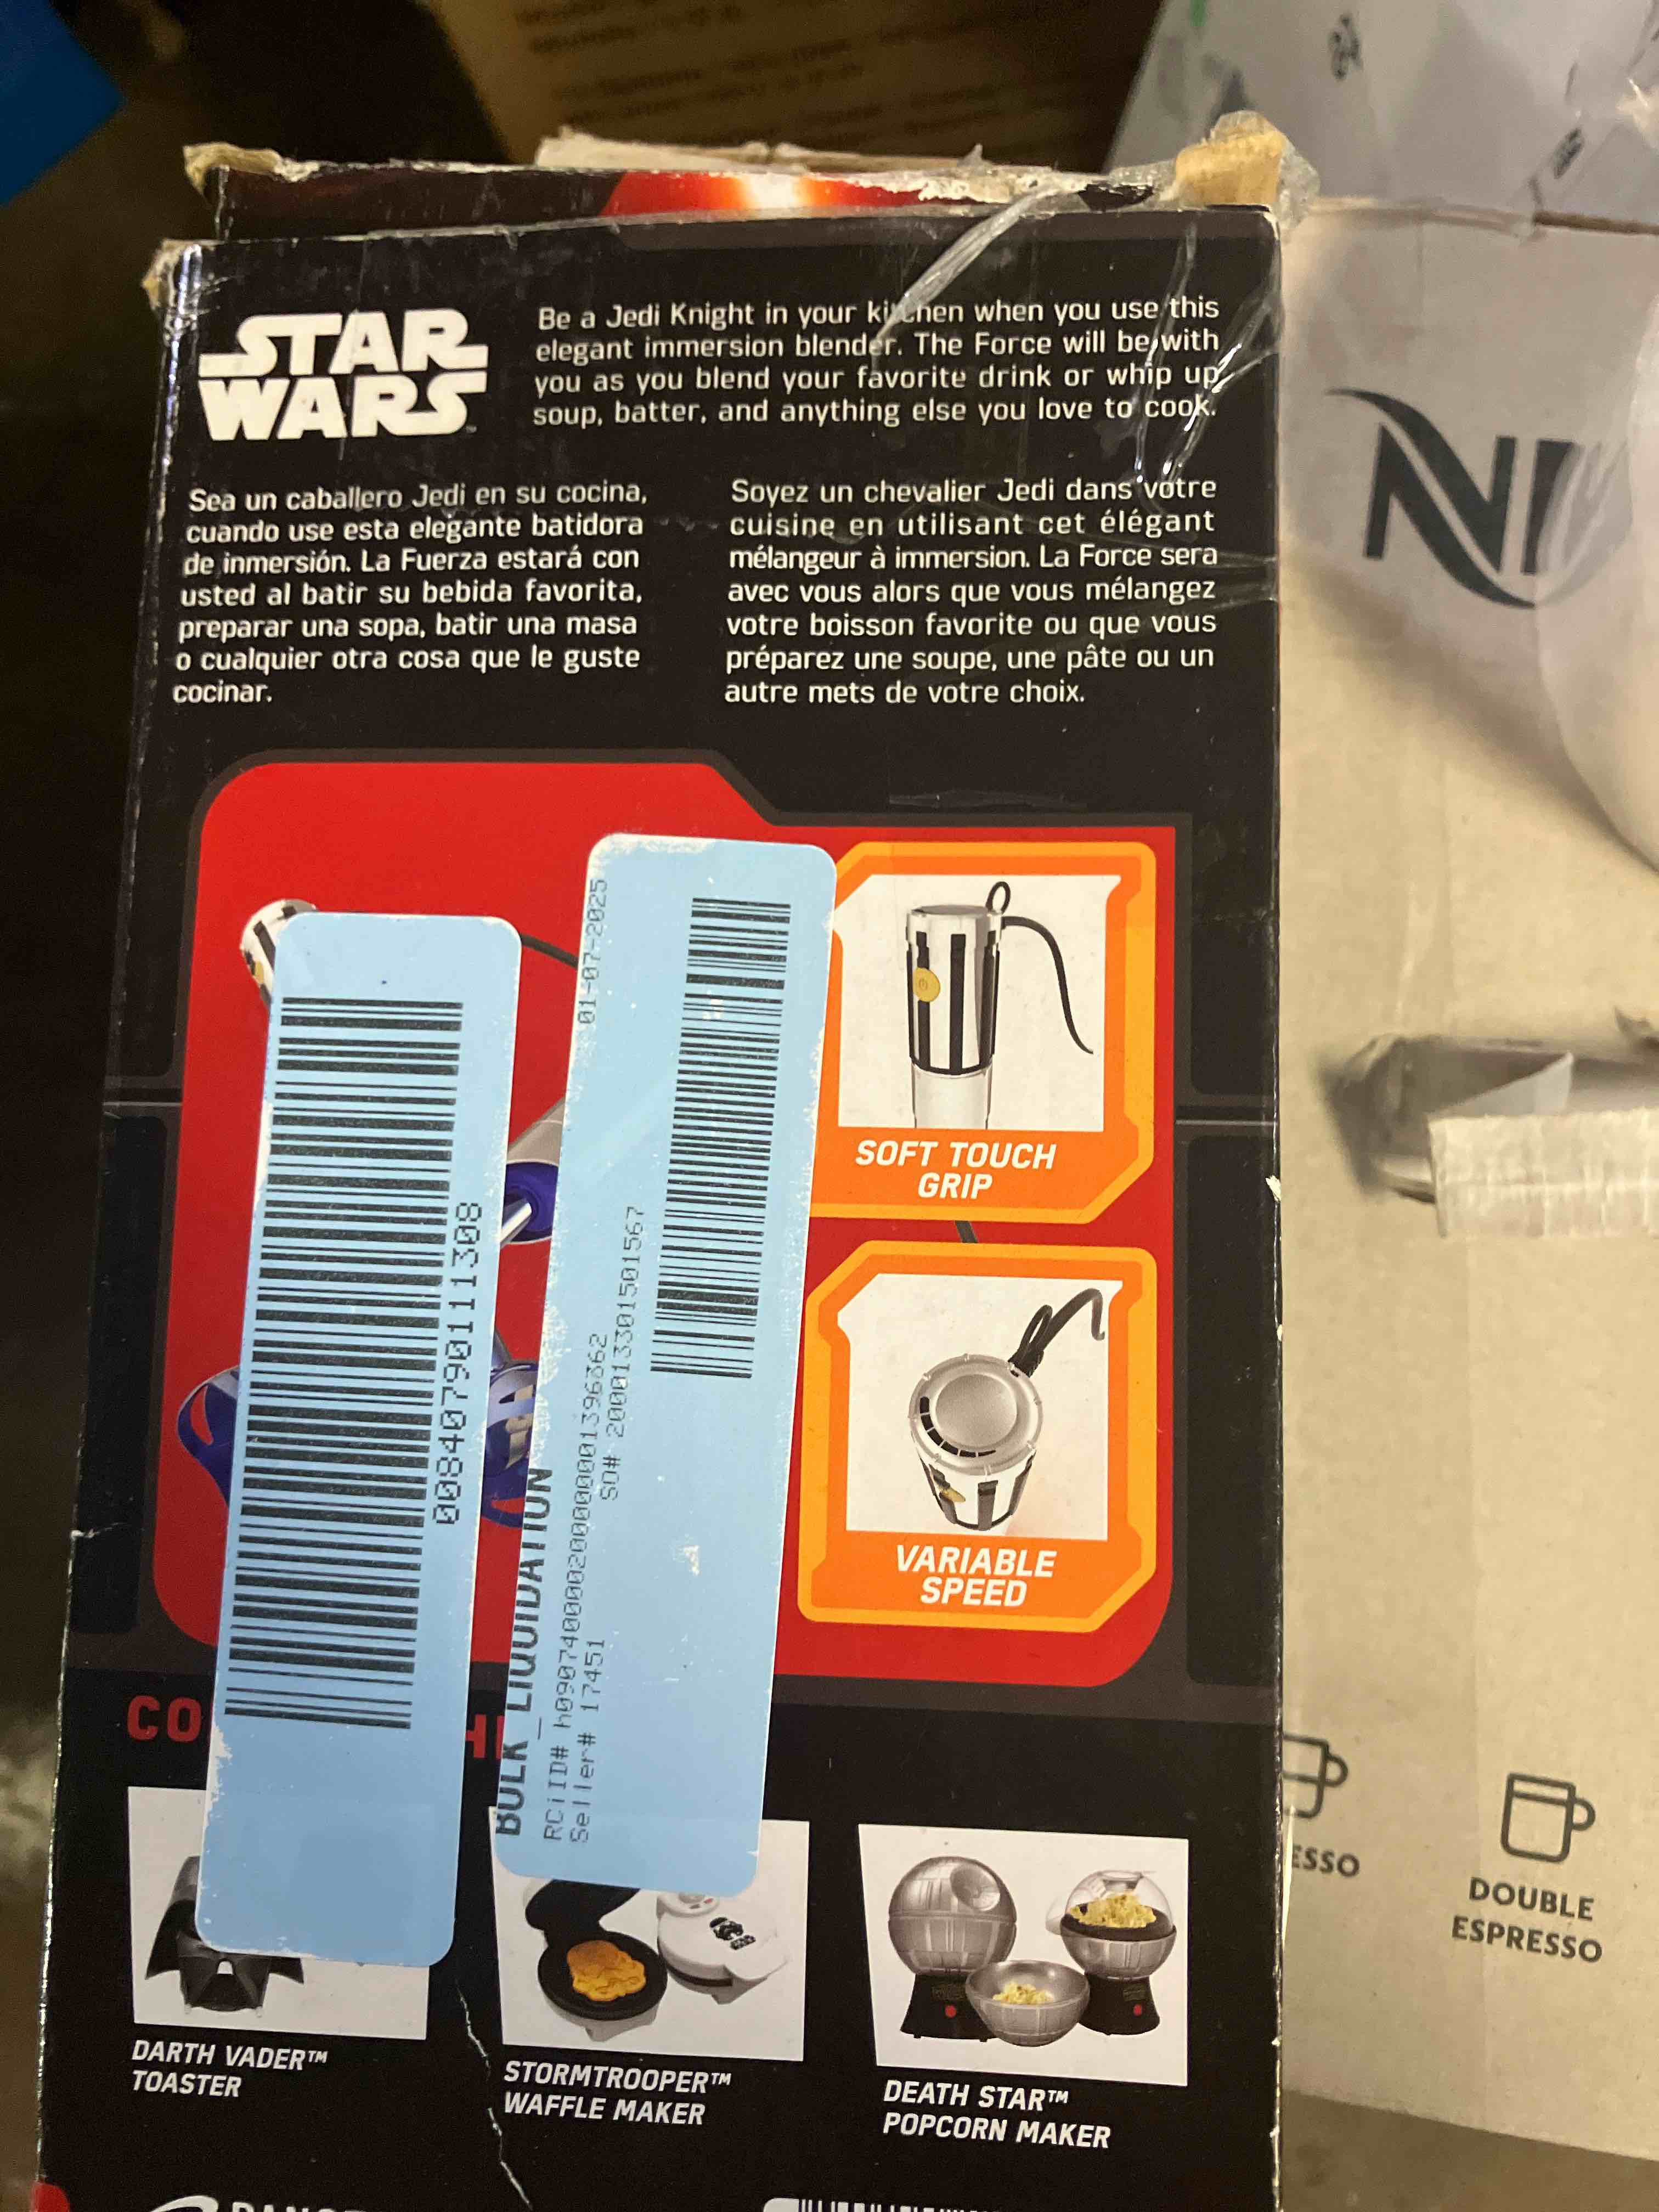 STAR
WARS
Be a Jedi Knight in your kitchen when you use this
elegant immersion blender. The Force will be with
you as you blend your favorite drink or whip up
soup, batter, and anything else you love to cook.
Sea un caballero Jedi en su cocina,
cuando use esta elegante batidora
de inmersión. La Fuerza estará con
usted al batir su bebida favorita,
preparar una sopa, batir una masa
o cualquier otra cosa que le guste
cocinar.
Soyez un chevalier Jedi dans votre
cuisine en utilisant cet élégant
mélangeur à immersion. La Force sera
avec vous alors que vous mélangez
votre boisson favorite ou que vous
préparez une soupe, une pâte ou un
autre mets de votre choix.
SOFT TOUCH
GRIP
VARIABLE
SPEED
00840790111308
01-07-2025
BULK_LIQUIDATION
SO# 20001330150156​7
Seller# 17451
CO
DARTH VADER™
TOASTER
STORMTROOPER™
WAFFLE MAKER
DEATH STAR™
POPCORN MAKER
ESSO
DOUBLE
ESPRESSO